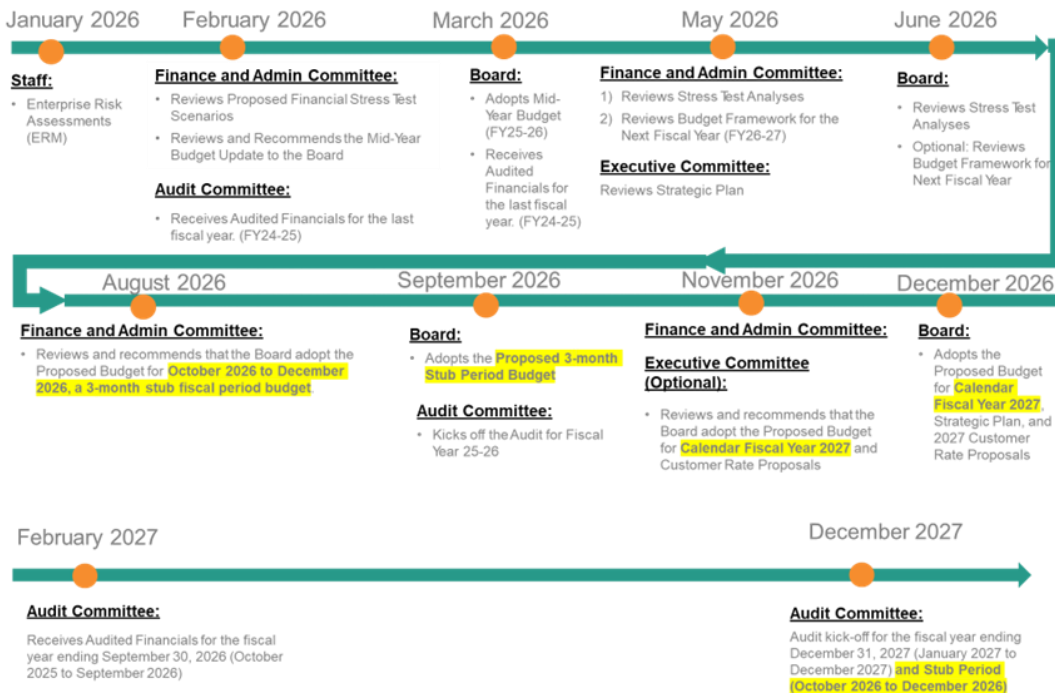 January 2026
Staff:
• Enterprise Risk
Assessments
(ERM)
February 2026
Finance and Admin Committee:
• Reviews Proposed Financial Stress Test
Scenarios
• Reviews and Recommends the Mid-Year
Budget Update to the Board
Audit Committee:
• Receives Audited Financials for the last
fiscal year. (FY24-25)
March 2026
Board:
• Adopts Mid-
Year Budget
(FY25-26)
• Receives
Audited
Financials for
the last fiscal
year. (FY24-25)
May 2026
Finance and Admin Committee:
1) Reviews Stress Test Analyses
2) Reviews Budget Framework for the
Next Fiscal Year (FY26-27)
Executive Committee:
Reviews Strategic Plan
June 2026
Board:
• Reviews Stress Test
Analyses
• Optional: Reviews
Budget Framework for
Next Fiscal Year
August 2026
Finance and Admin Committee:
• Reviews and recommends that the Board adopt the
Proposed Budget for October 2026 to December
2026, a 3-month stub fiscal period budget.
September 2026
Board:
• Adopts the Proposed 3-month
Stub Period Budget
Audit Committee:
• Kicks off the Audit for Fiscal
Year 25-26
November 2026
Finance and Admin Committee:
Executive Committee
(Optional):
• Reviews and recommends that the
Board adopt the Proposed Budget
for Calendar Fiscal Year 2027 and
Customer Rate Proposals
December 2026
Board:
• Adopts the
Proposed Budget
for Calendar
Fiscal Year 2027,
Strategic Plan, and
2027 Customer
Rate Proposals
February 2027
Audit Committee:
Receives Audited Financials for the fiscal
year ending September 30, 2026 (October
2025 to September 2026)
December 2027
Audit Committee:
Audit kick-off for the fiscal year ending
December 31, 2027 (January 2027 to
December 2027) and Stub Period
(October 2026 to December 2026)